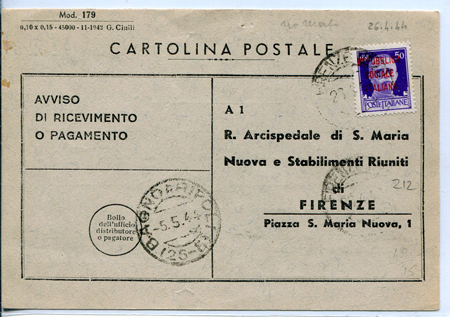 Mod. 179
0,10 x 0,15 - 45000 - 11-1942 G. Cinili
26.4.44
CARTOLINA POSTALE
50
POSTE ITALIANE
FIRENZE
AVVISO
DI RICEVIMENTO
O PAGAMENTO
A l
R. Arcispedale di S. Maria
Nuova e Stabilimenti Riuniti
di
FIRENZE
Piazza S. Maria Nuova, 1
212
Bollo
dell'ufficio
distributore
o pagatore
BAGNO A RIPOLI
-5.5.44